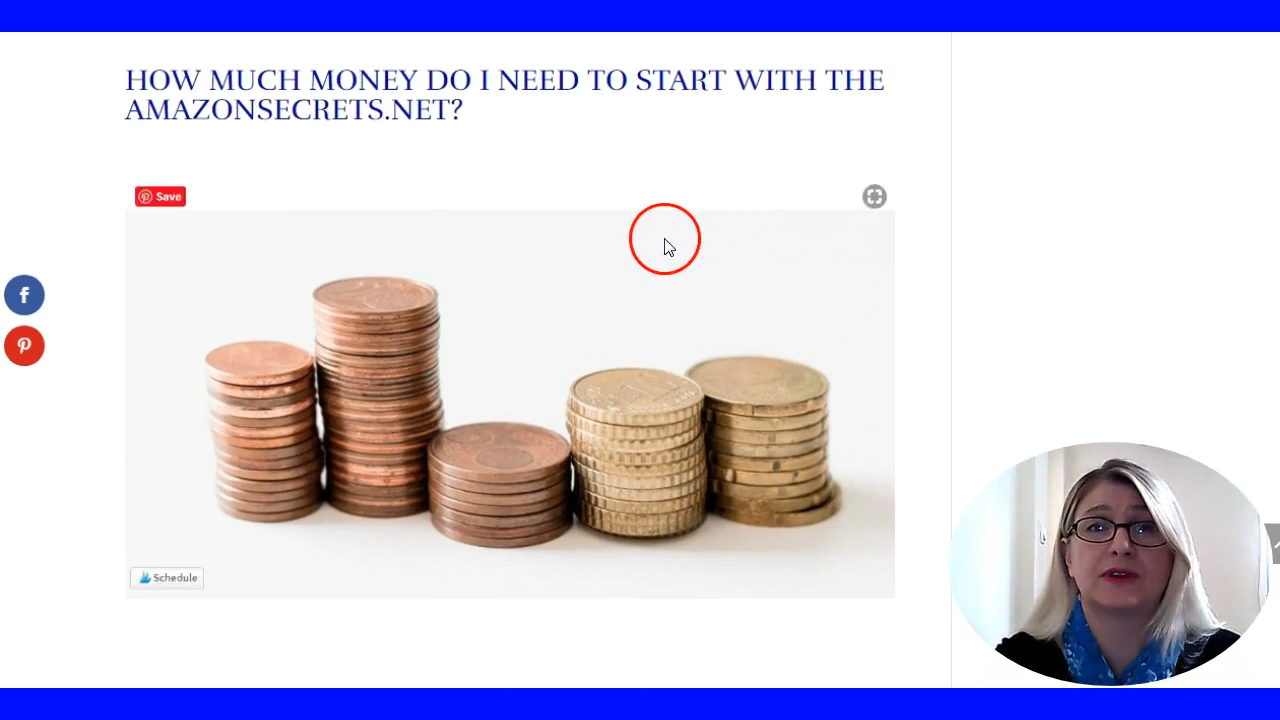 HOW MUCH MONEY DO I NEED TO START WITH THE
AMAZONSECRETS.NET?
Save
Schedule